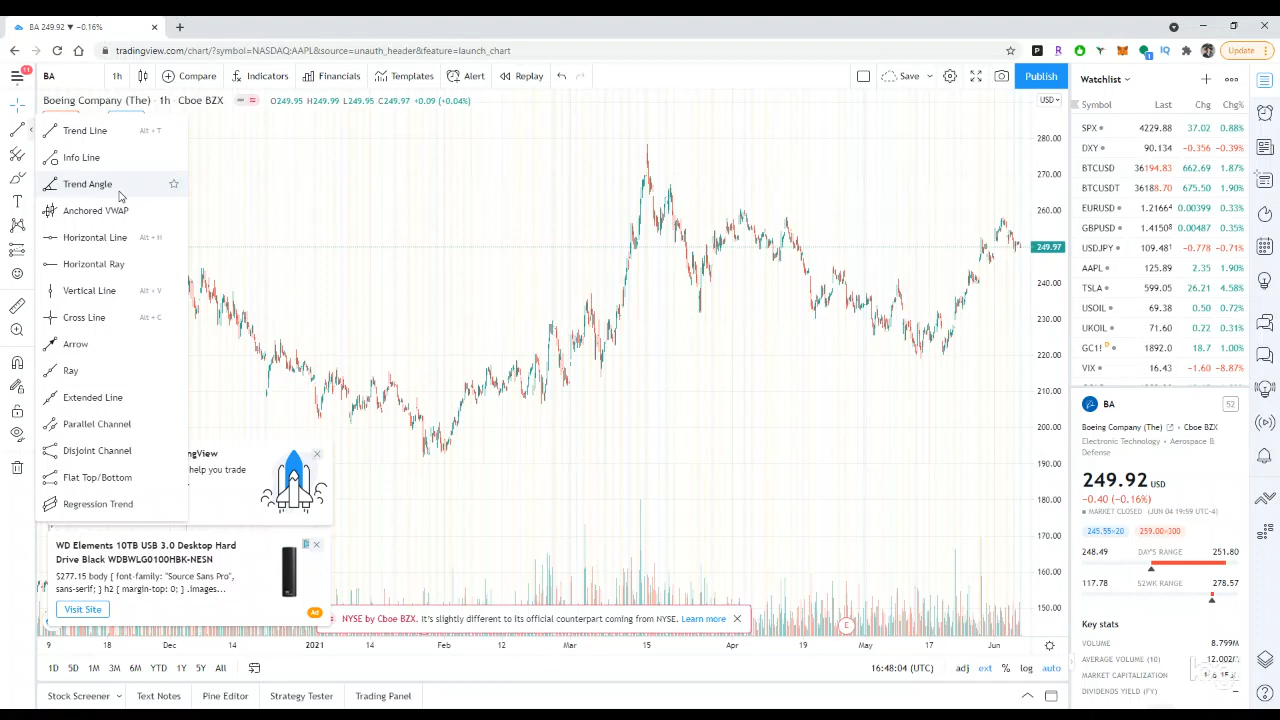 BA 249.92 ▼ −0.16%
tradingview.com/chart/?symbol=NASDAQ:AAPL&source=unauth_header&feature=launch_chart
Update
11
BA
1h
Compare
Indicators
Financials
Templates
Alert
Replay
Save
Publish
Boeing Company (The) · 1h · Cboe BZX
O249.95 H249.99 L249.95 C249.97 +0.09 (+0.04%)
USD
Trend Line Alt + T
Info Line
Trend Angle
Anchored VWAP
Horizontal Line Alt + H
Horizontal Ray
Vertical Line Alt + V
Cross Line Alt + C
Arrow
Ray
Extended Line
Parallel Channel
Disjoint Channel
Flat Top/Bottom
Regression Trend
280.00
270.00
260.00
249.97
240.00
230.00
220.00
210.00
200.00
190.00
180.00
170.00
160.00
150.00
ngView
help you trade
WD Elements 10TB USB 3.0 Desktop Hard
Drive Black WDBWLG0100HBK-NESN
$277.15 body { font-family: "Source Sans Pro",
sans-serif; } h2 { margin-top: 0; } .images...
Visit Site
Ad
NYSE by Cboe BZX. It's slightly different to its official counterpart coming from NYSE. Learn more
E
9 18 Dec 14 2021 14 Feb Mar 15 Apr 19 May 17 Jun
1D 5D 1M 3M 6M YTD 1Y 5Y All
16:48:04 (UTC)
adj ext % log auto
Stock Screener
Text Notes
Pine Editor
Strategy Tester
Trading Panel
Watchlist
Symbol Last Chg Chg%
SPX 4229.88 37.02 0.88%
DXY 90.134 −0.356 −0.39%
BTCUSD 36194.83 662.69 1.87%
BTCUSDT 36188.70 675.50 1.90%
EURUSD 1.21664 0.00399 0.33%
GBPUSD 1.41508 0.00487 0.35%
USDJPY 109.481 −0.778 −0.71%
AAPL 125.89 2.35 1.90%
TSLA 599.05 26.21 4.58%
USOIL 69.38 0.50 0.72%
UKOIL 71.60 0.22 0.31%
GC1! D 1892.0 18.7 1.00%
VIX 16.43 −1.60 −8.87%
BA
52
Boeing Company (The) Cboe BZX
Electronic Technology • Aerospace &
Defense
249.92 USD
−0.40 (−0.16%)
MARKET CLOSED (JUN 04 19:59 UTC-4)
245.55×20 259.00×300
248.49 DAY'S RANGE 251.80
117.78 52WK RANGE 278.57
Key stats
VOLUME 8.799M
AVERAGE VOLUME (10) 12.002M
MARKET CAPITALIZATION
DIVIDENDS YIELD (FY) −